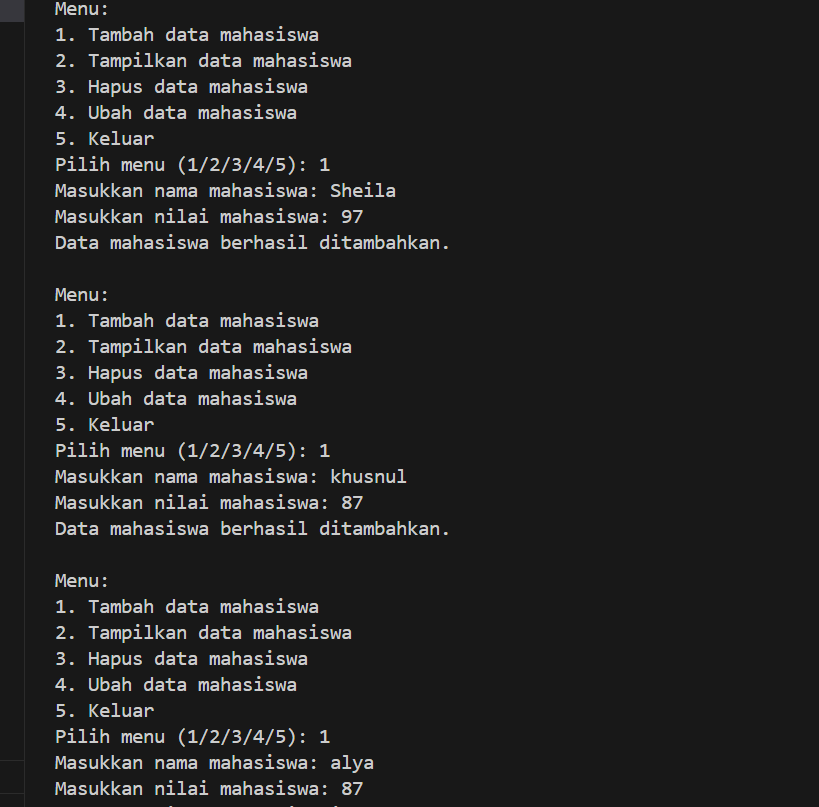 Menu:
1. Tambah data mahasiswa
2. Tampilkan data mahasiswa
3. Hapus data mahasiswa
4. Ubah data mahasiswa
5. Keluar
Pilih menu (1/2/3/4/5): 1
Masukkan nama mahasiswa: Sheila
Masukkan nilai mahasiswa: 97
Data mahasiswa berhasil ditambahkan.

Menu:
1. Tambah data mahasiswa
2. Tampilkan data mahasiswa
3. Hapus data mahasiswa
4. Ubah data mahasiswa
5. Keluar
Pilih menu (1/2/3/4/5): 1
Masukkan nama mahasiswa: khusnul
Masukkan nilai mahasiswa: 87
Data mahasiswa berhasil ditambahkan.

Menu:
1. Tambah data mahasiswa
2. Tampilkan data mahasiswa
3. Hapus data mahasiswa
4. Ubah data mahasiswa
5. Keluar
Pilih menu (1/2/3/4/5): 1
Masukkan nama mahasiswa: alya
Masukkan nilai mahasiswa: 87